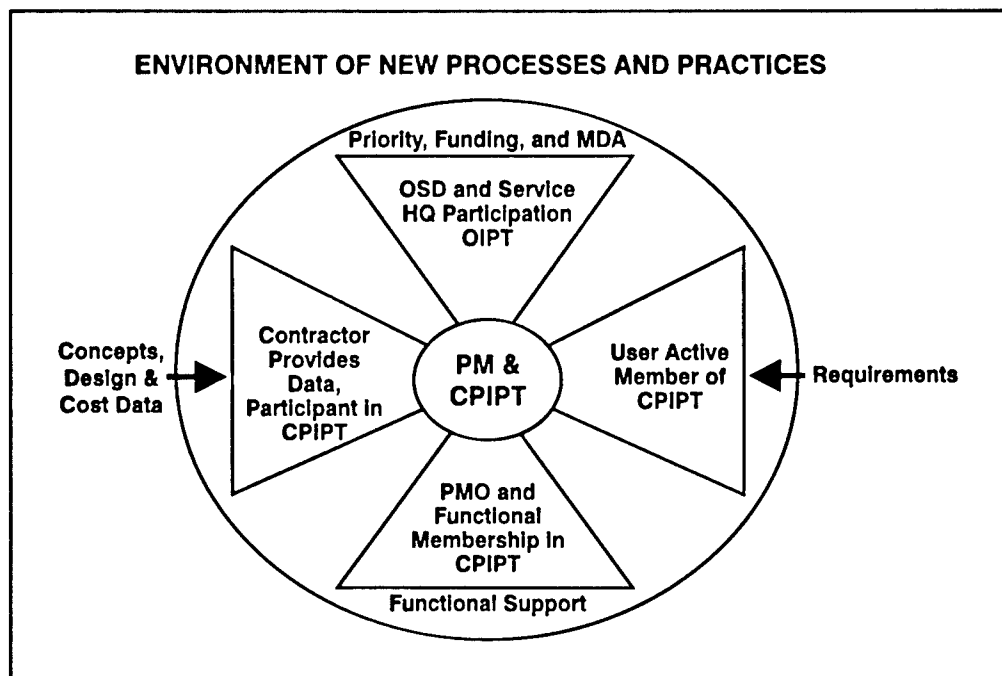 ENVIRONMENT OF NEW PROCESSES AND PRACTICES
Priority, Funding, and MDA
OSD and Service
HQ Participation
OIPT
Concepts,
Design &
Cost Data
Contractor
Provides
Data,
Participant in
CPIPT
PM &
CPIPT
User Active
Member of
CPIPT
Requirements
PMO and
Functional
Membership in
CPIPT
Functional Support